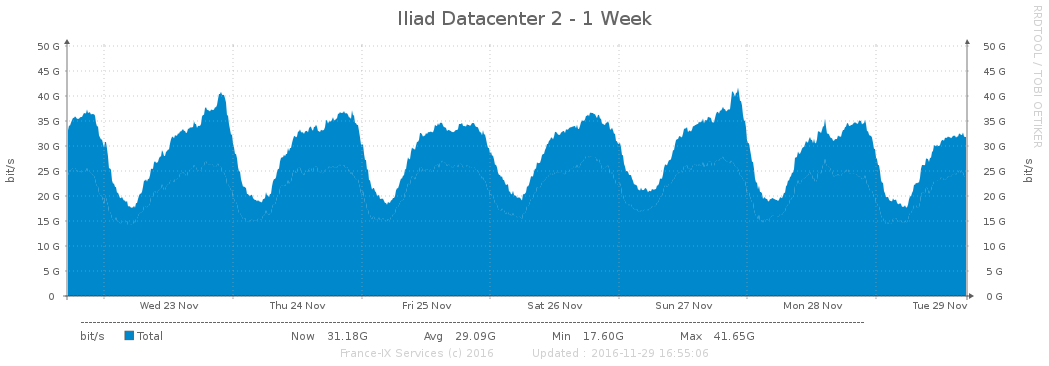 Iliad Datacenter 2 - 1 Week
RRDTOOL / TOBI OETIKER
bit/s
50 G 50 G
45 G 45 G
40 G 40 G
35 G 35 G
30 G 30 G
25 G 25 G
20 G 20 G
15 G 15 G
10 G 10 G
5 G 5 G
0 0 G
bit/s
Wed 23 Nov Thu 24 Nov Fri 25 Nov Sat 26 Nov Sun 27 Nov Mon 28 Nov Tue 29 Nov
bit/s Total Now 31.18G Avg 29.09G Min 17.60G Max 41.65G
France-IX Services (c) 2016 Updated : 2016-11-29 16:55:06